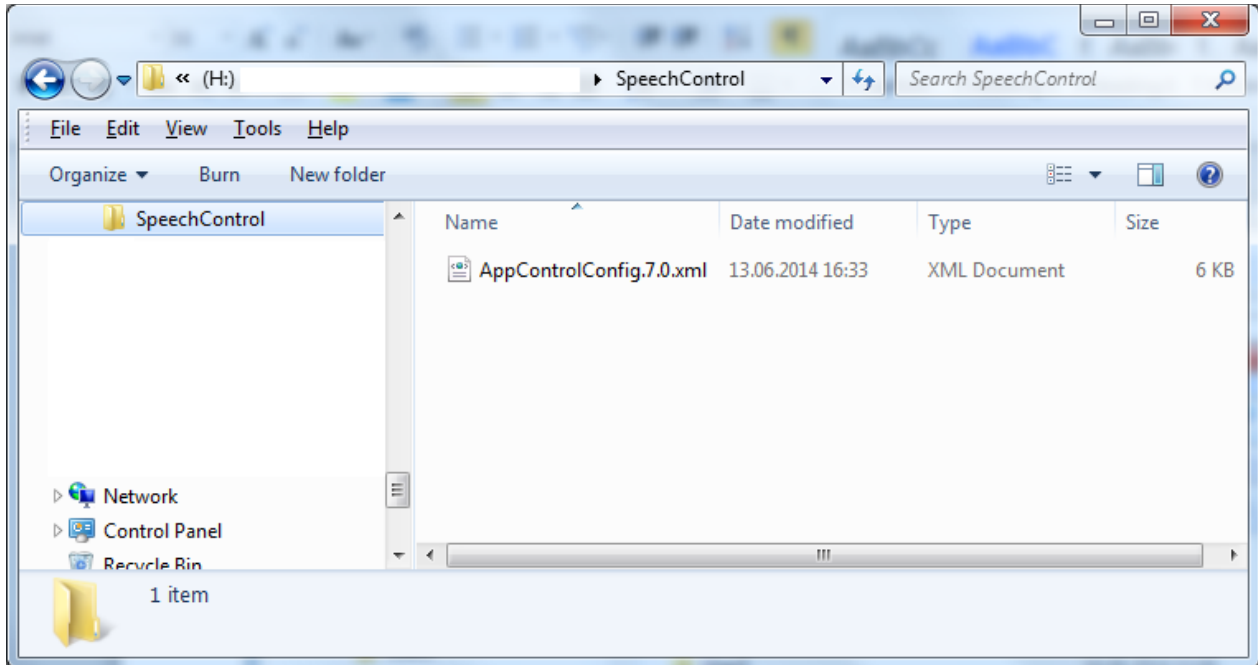 « (H:) SpeechControl Search SpeechControl
File Edit View Tools Help
Organize Burn New folder
SpeechControl
Name Date modified Type Size
AppControlConfig.7.0.xml 13.06.2014 16:33 XML Document 6 KB
Network
Control Panel
Recycle Bin
1 item